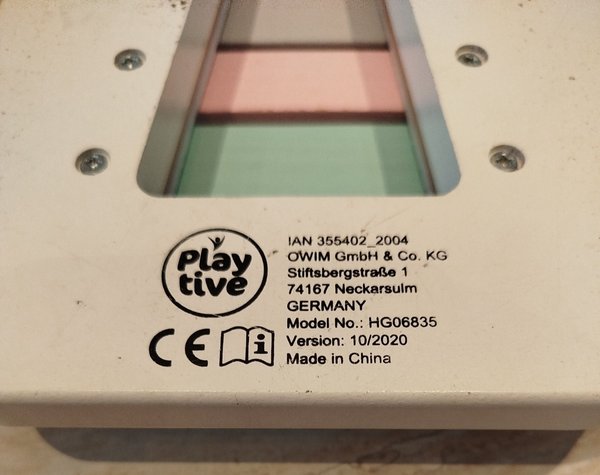 Play
tive
IAN 355402_2004
OWIM GmbH & Co. KG
Stiftsbergstraße 1
74167 Neckarsulm
GERMANY
Model No.: HG06835
Version: 10/2020
Made in China
CE
i